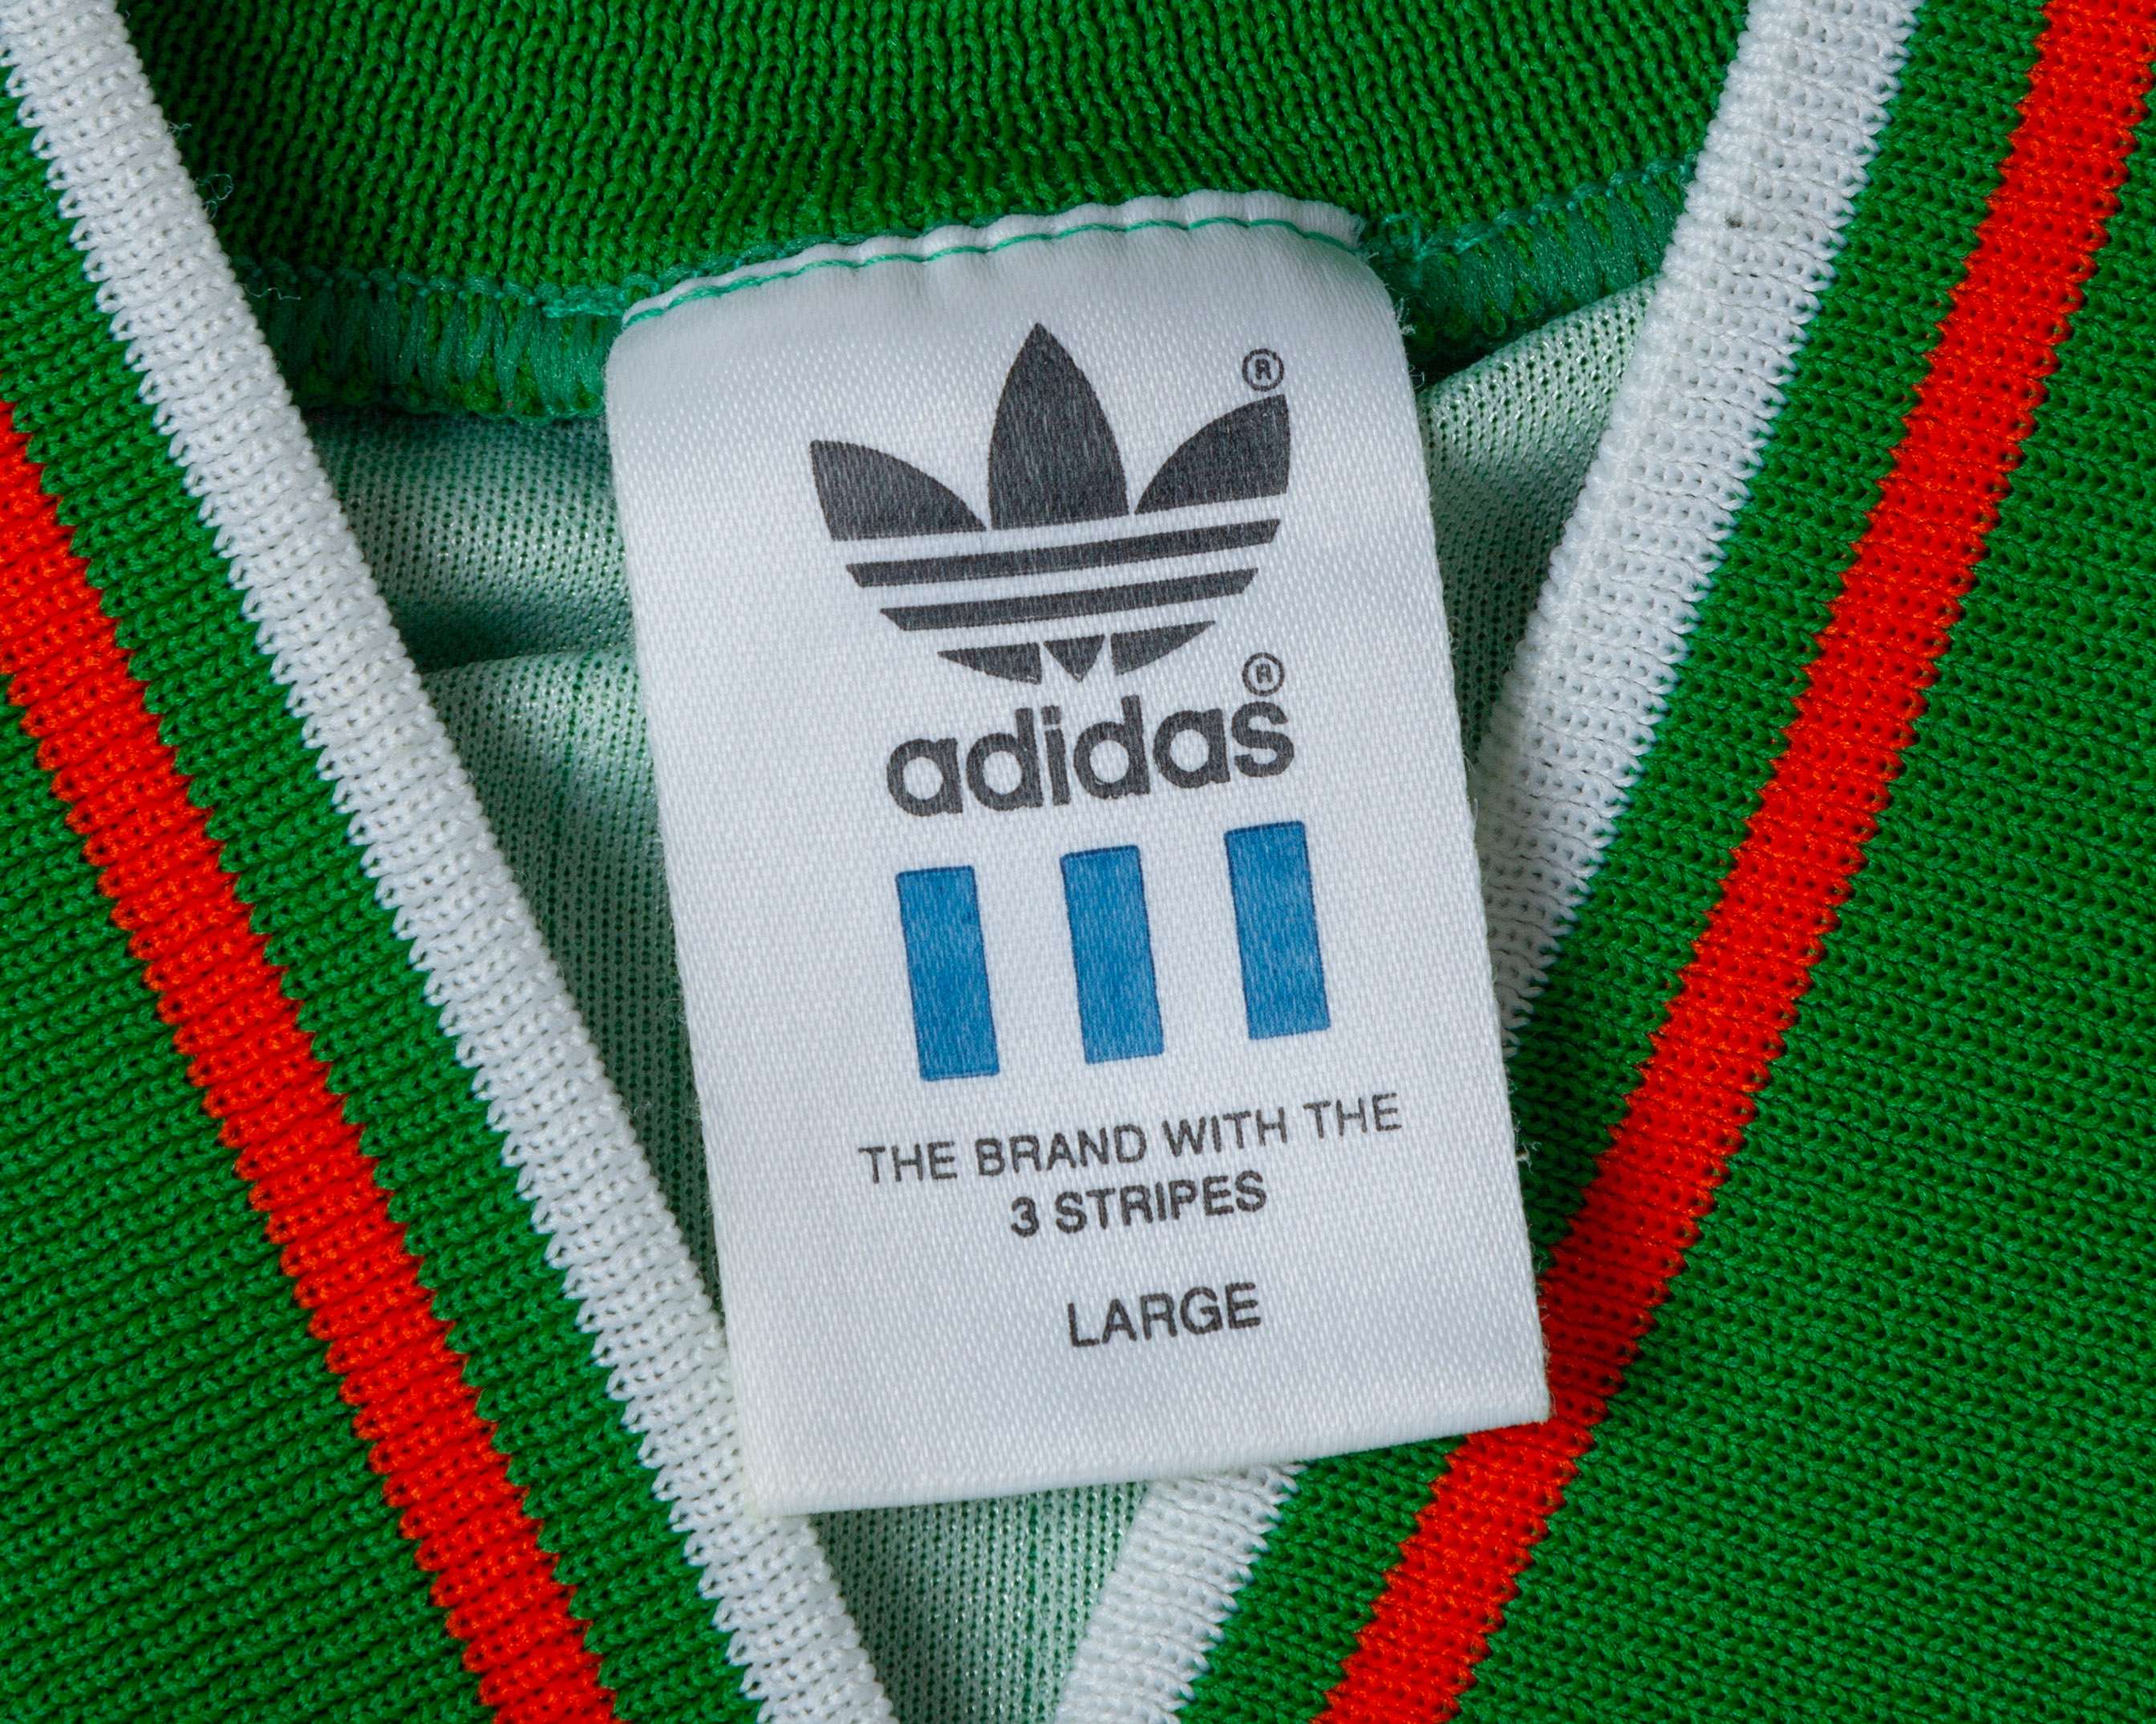 ®
®
adidas
THE BRAND WITH THE
3 STRIPES
LARGE